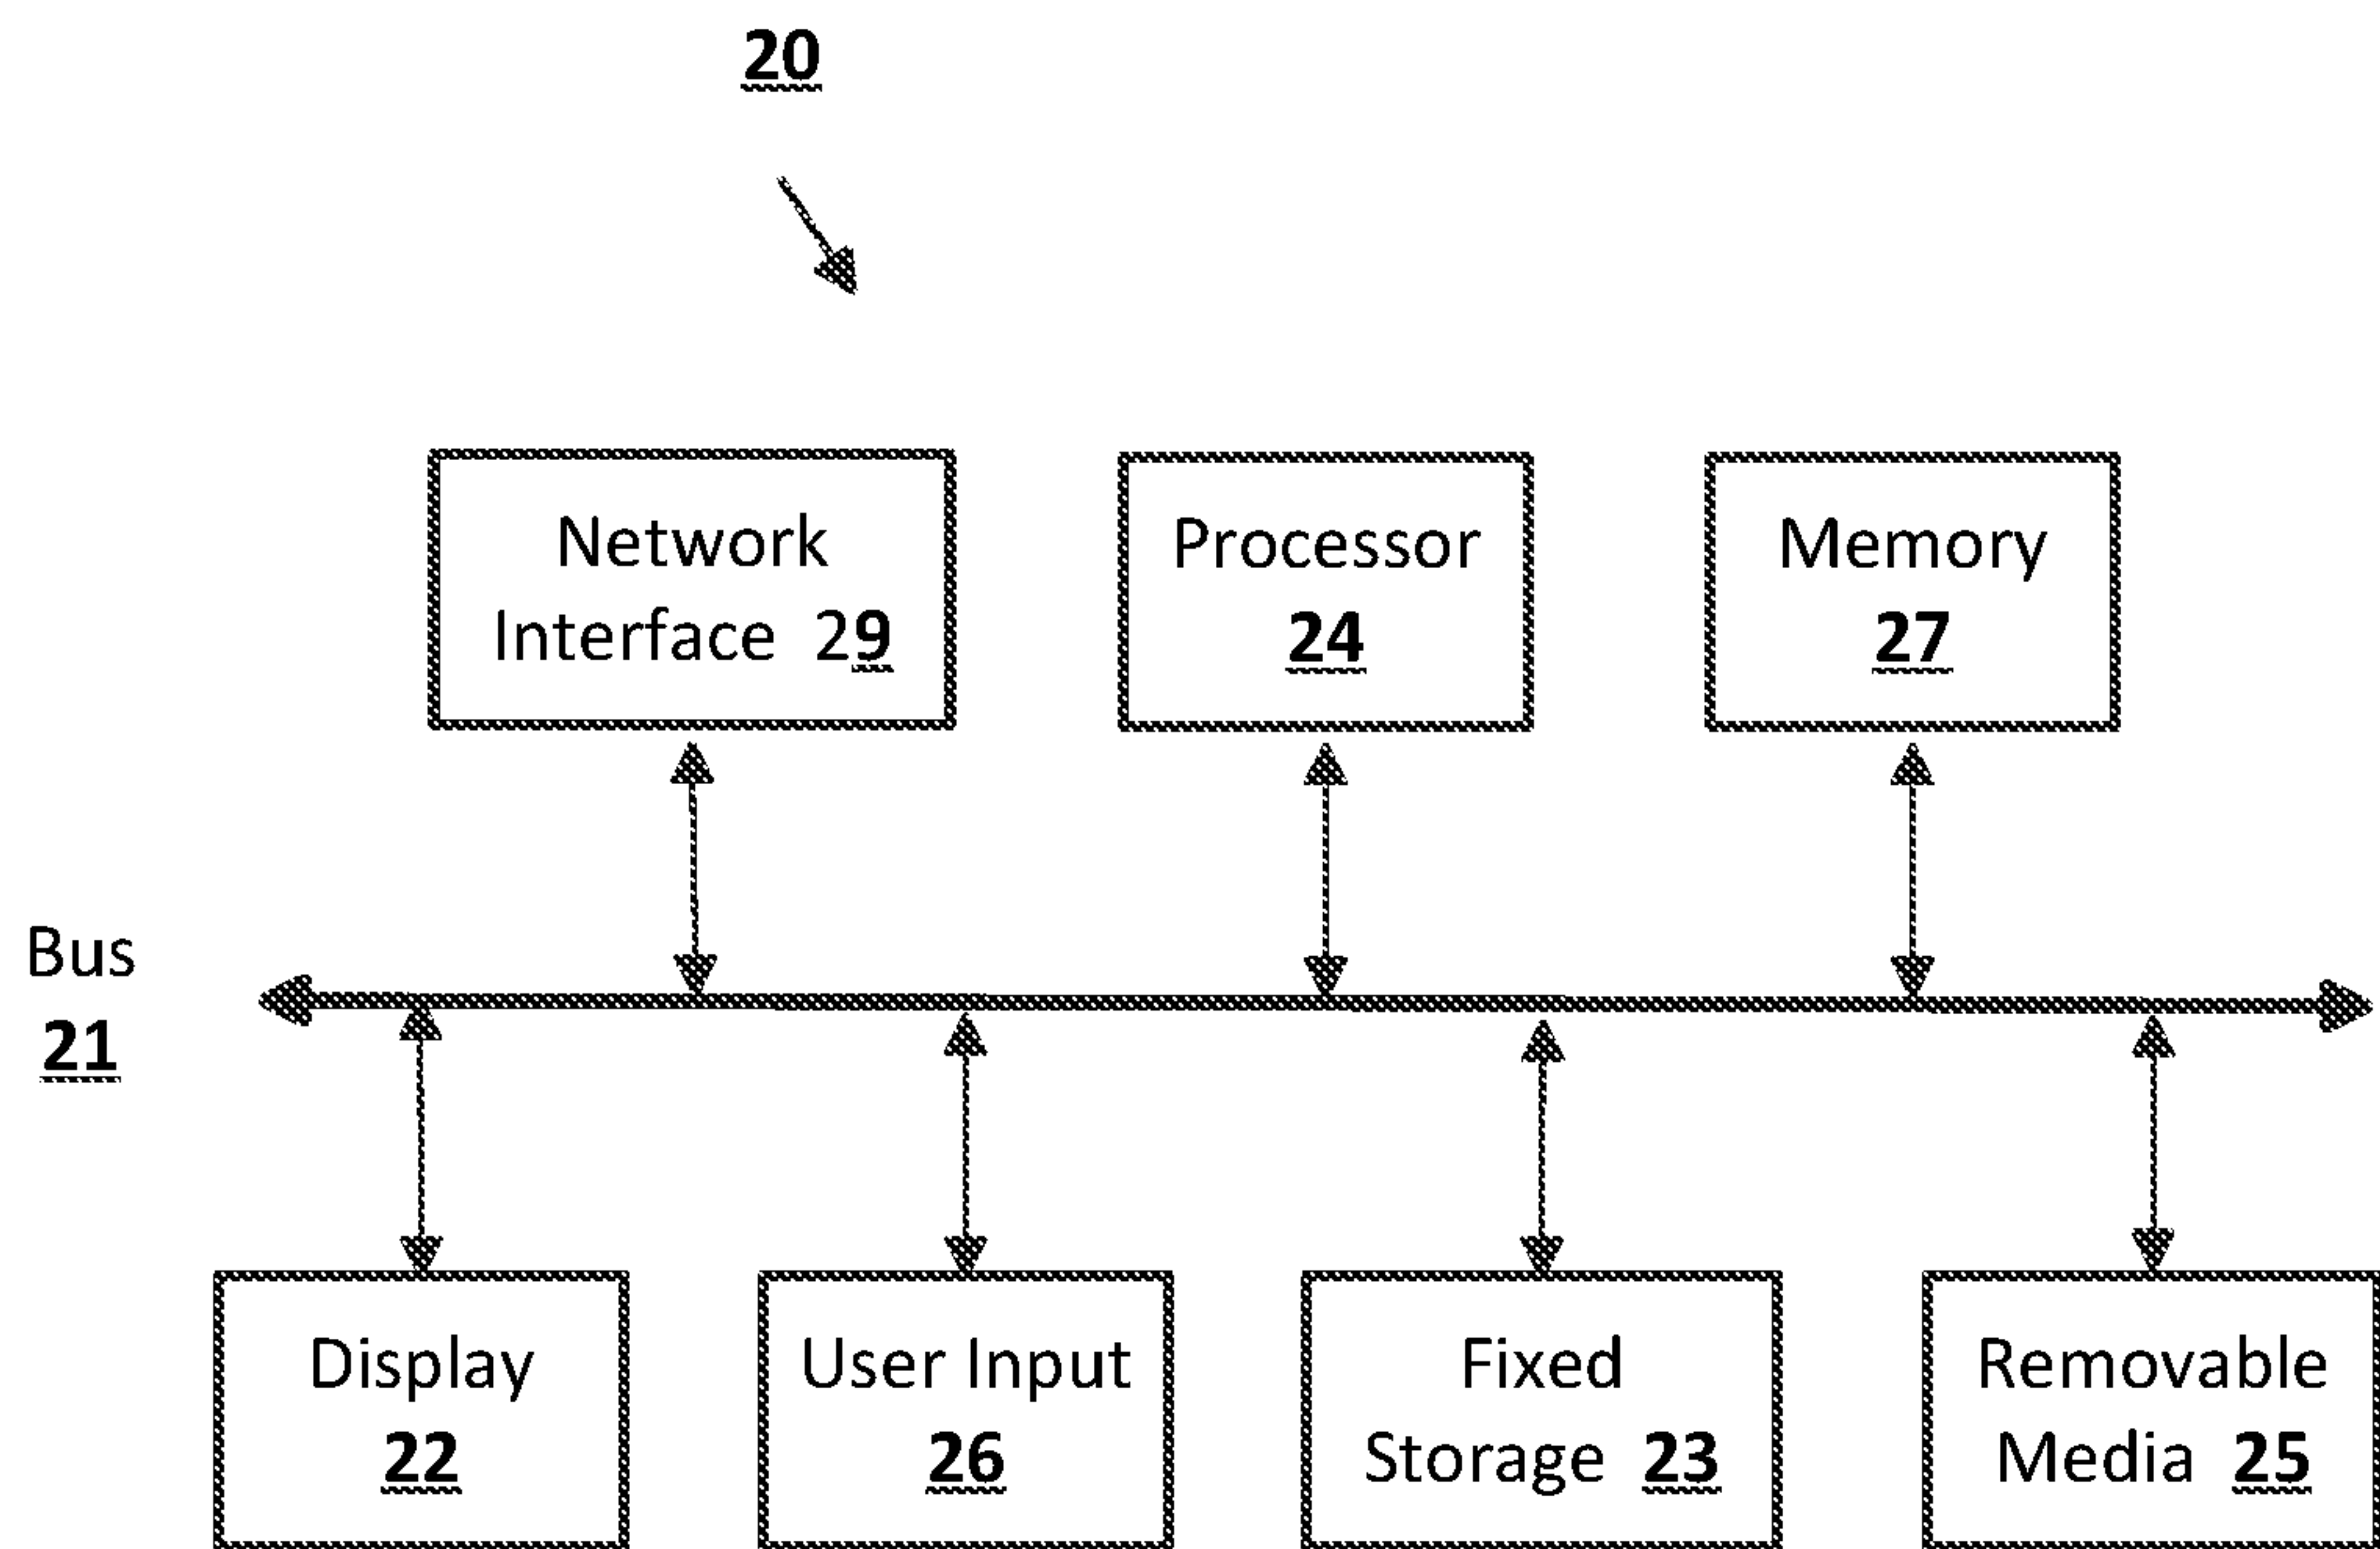 20
Network
Interface 29
Processor
24
Memory
27
Bus
21
Display
22
User Input
26
Fixed
Storage 23
Removable
Media 25